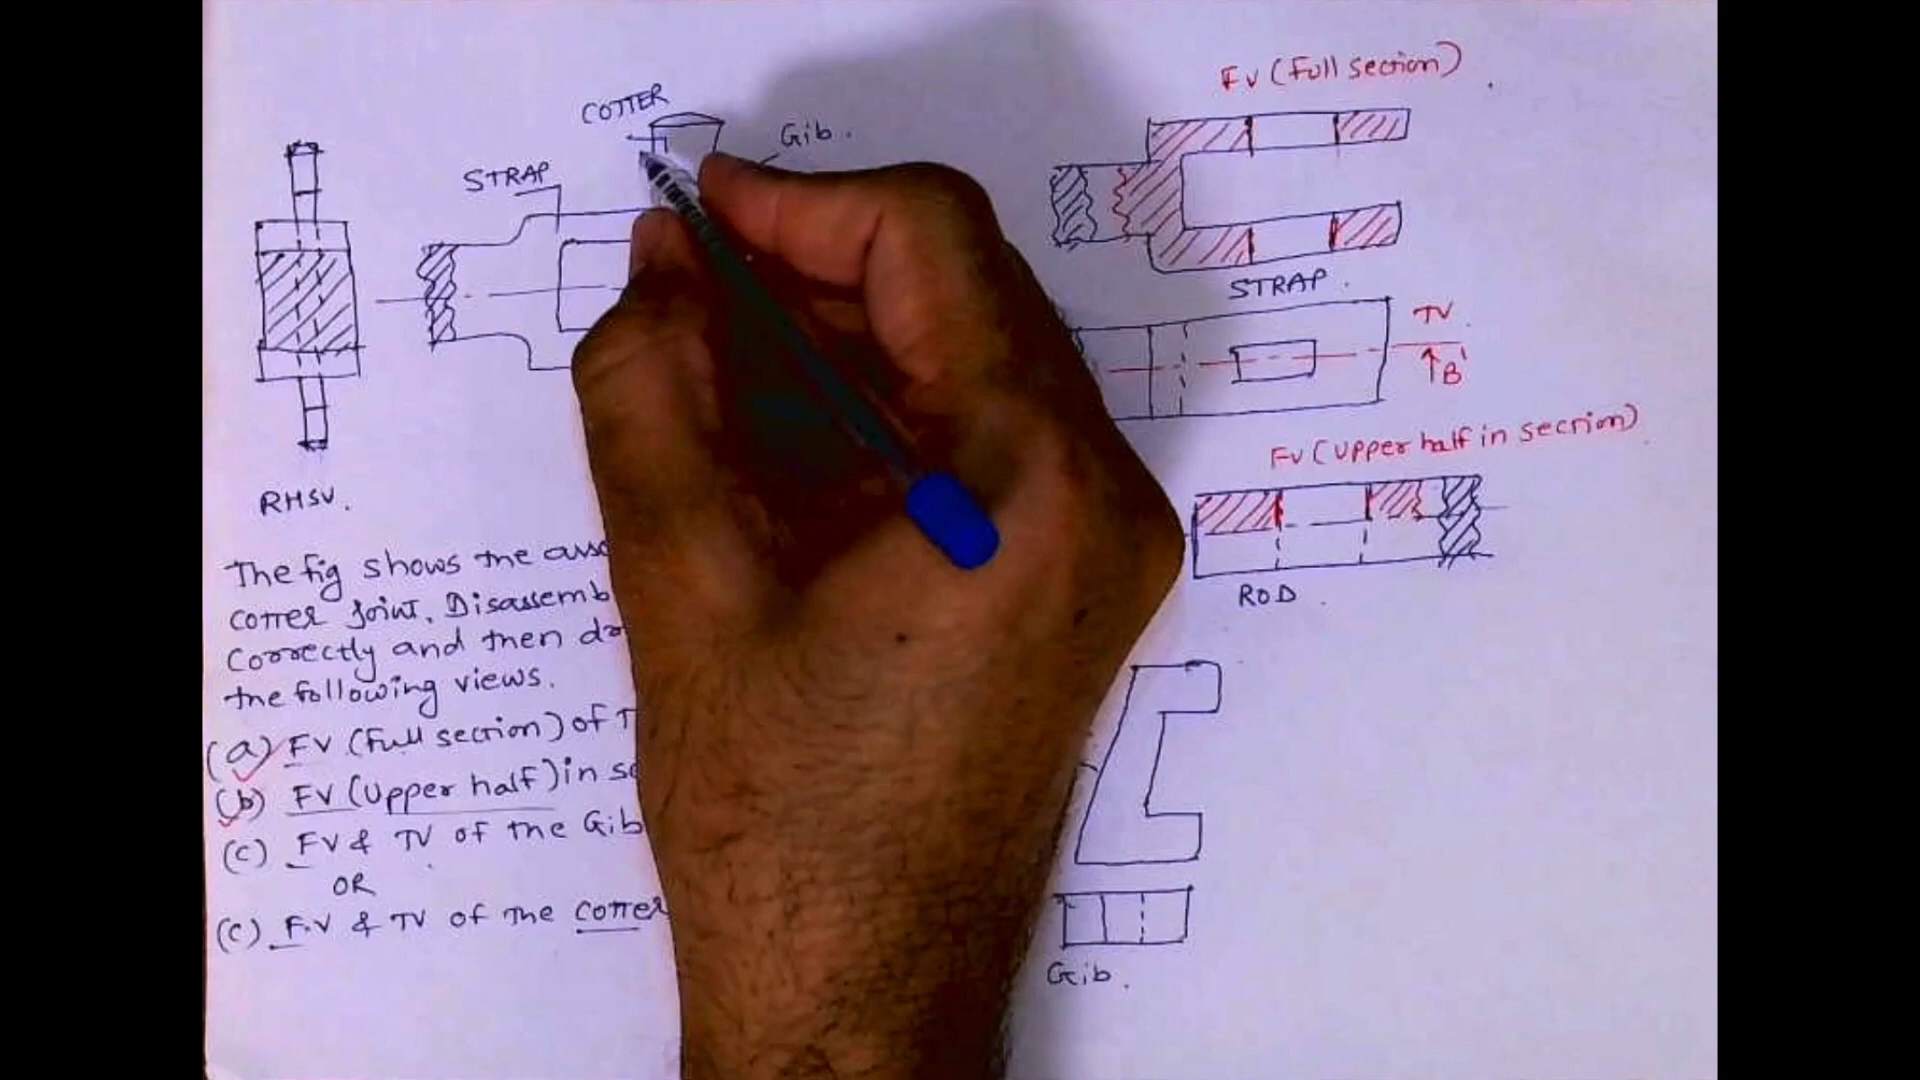 COTTER
Gib.
STRAP
RHSV.
FV (Full section)
STRAP.
TV
B'
FV (Upper half in section)
ROD
Gib.
The fig shows the
COTTER Joint. Disassemb
Correctly and then
the following views.
(a) FV (Full section) of T
(b) FV (Upper half) in
(c) FV & TV of the Gib
OR
(c) F.V & TV of the COTTER